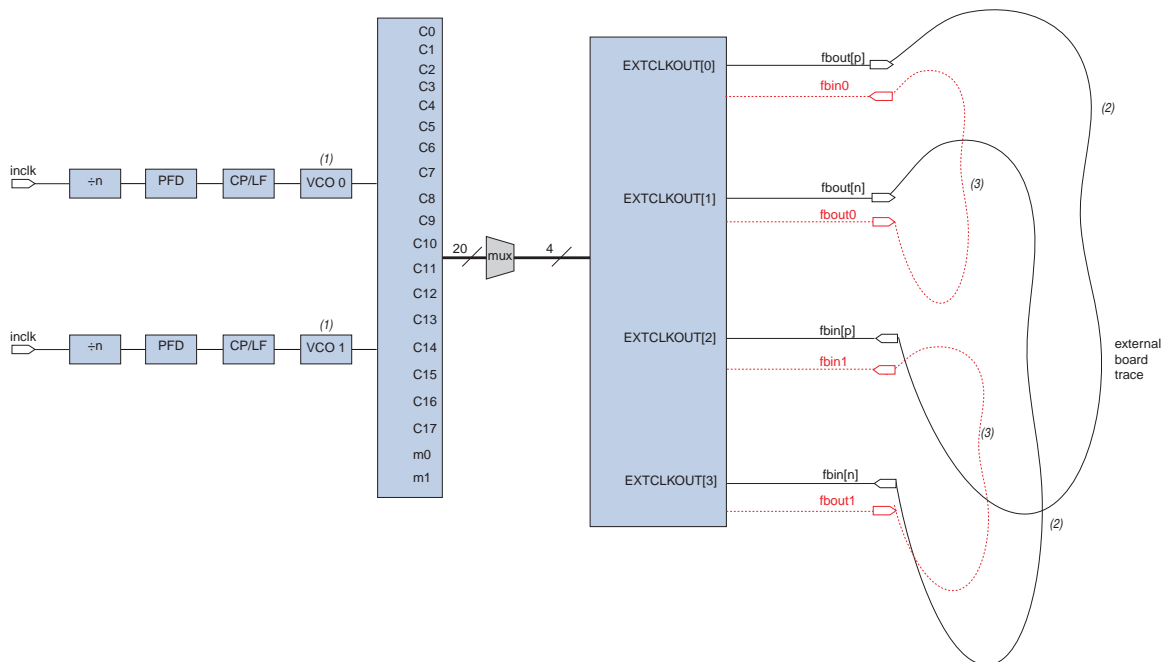 inclk
÷n
PFD
CP/LF
(1)
VCO 0
inclk
÷n
PFD
CP/LF
(1)
VCO 1
C0
C1
C2
C3
C4
C5
C6
C7
C8
C9
C10
C11
C12
C13
C14
C15
C16
C17
m0
m1
20
mux
4
EXTCLKOUT[0]
EXTCLKOUT[1]
EXTCLKOUT[2]
EXTCLKOUT[3]
fbout[p]
fbin0
fbout[n]
fbout0
fbin[p]
fbin1
fbin[n]
fbout1
(2)
(3)
(3)
(2)
external
board
trace